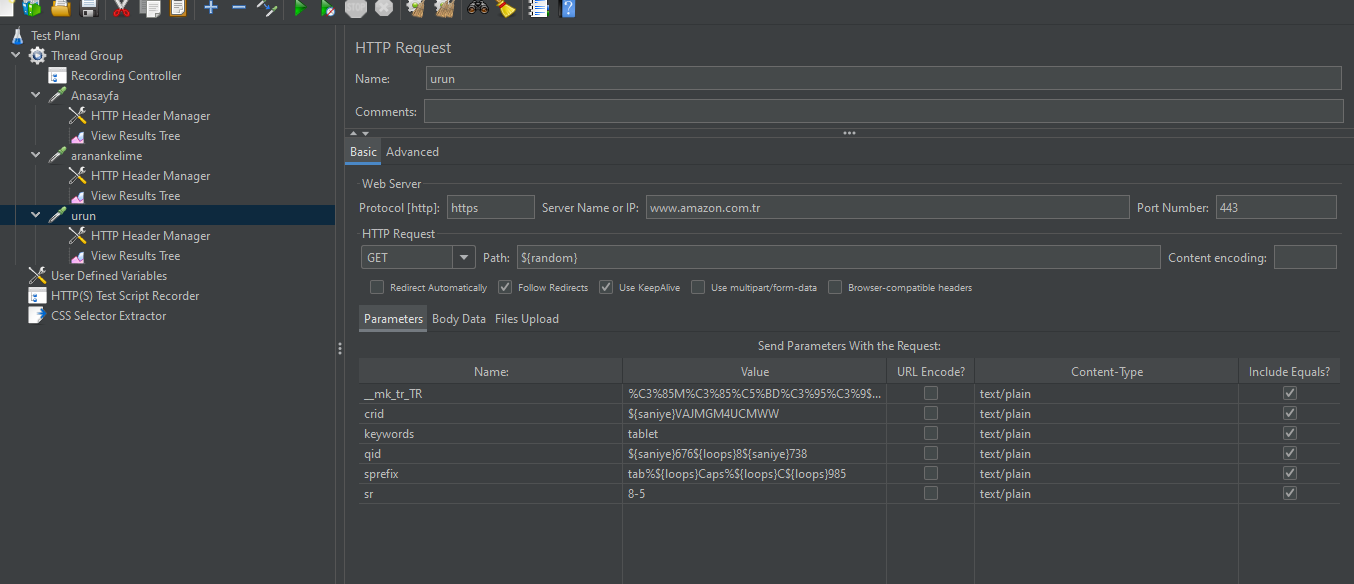 Test Planı
Thread Group
Recording Controller
Anasayfa
HTTP Header Manager
View Results Tree
aranankelime
HTTP Header Manager
View Results Tree
urun
HTTP Header Manager
View Results Tree
User Defined Variables
HTTP(S) Test Script Recorder
CSS Selector Extractor
HTTP Request
Name: urun
Comments:
Basic Advanced
Web Server
Protocol [http]: https Server Name or IP: www.amazon.com.tr Port Number: 443
HTTP Request
GET Path: ${random} Content encoding:
Redirect Automatically Follow Redirects Use KeepAlive Use multipart/form-data Browser-compatible headers
Parameters Body Data Files Upload
Send Parameters With the Request:
Name: Value URL Encode? Content-Type Include Equals?
__mk_tr_TR %C3%85M%C3%85%C5%BD%C3%95%C3%9$... text/plain
crid ${saniye}VAJMGM4UCMWW text/plain
keywords tablet text/plain
qid ${saniye}676${loops}8${saniye}738 text/plain
sprefix tab%${loops}Caps%${loops}C${loops}985 text/plain
sr 8-5 text/plain